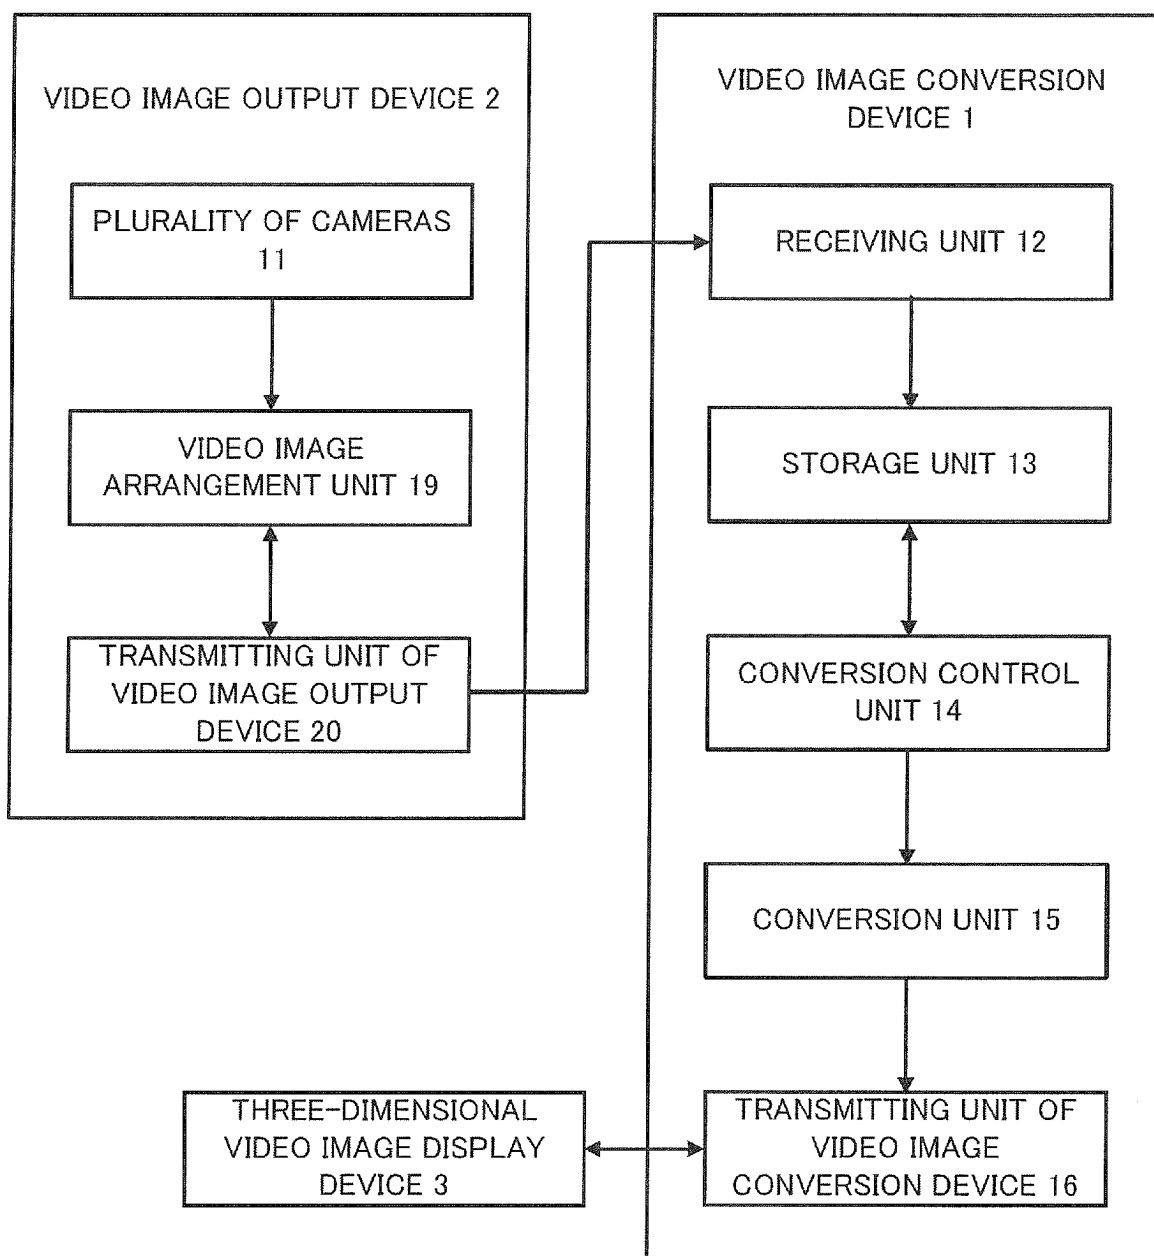 VIDEO IMAGE OUTPUT DEVICE 2
PLURALITY OF CAMERAS
11
VIDEO IMAGE
ARRANGEMENT UNIT 19
TRANSMITTING UNIT OF
VIDEO IMAGE OUTPUT
DEVICE 20
VIDEO IMAGE CONVERSION
DEVICE 1
RECEIVING UNIT 12
STORAGE UNIT 13
CONVERSION CONTROL
UNIT 14
CONVERSION UNIT 15
TRANSMITTING UNIT OF
VIDEO IMAGE
CONVERSION DEVICE 16
THREE-DIMENSIONAL
VIDEO IMAGE DISPLAY
DEVICE 3